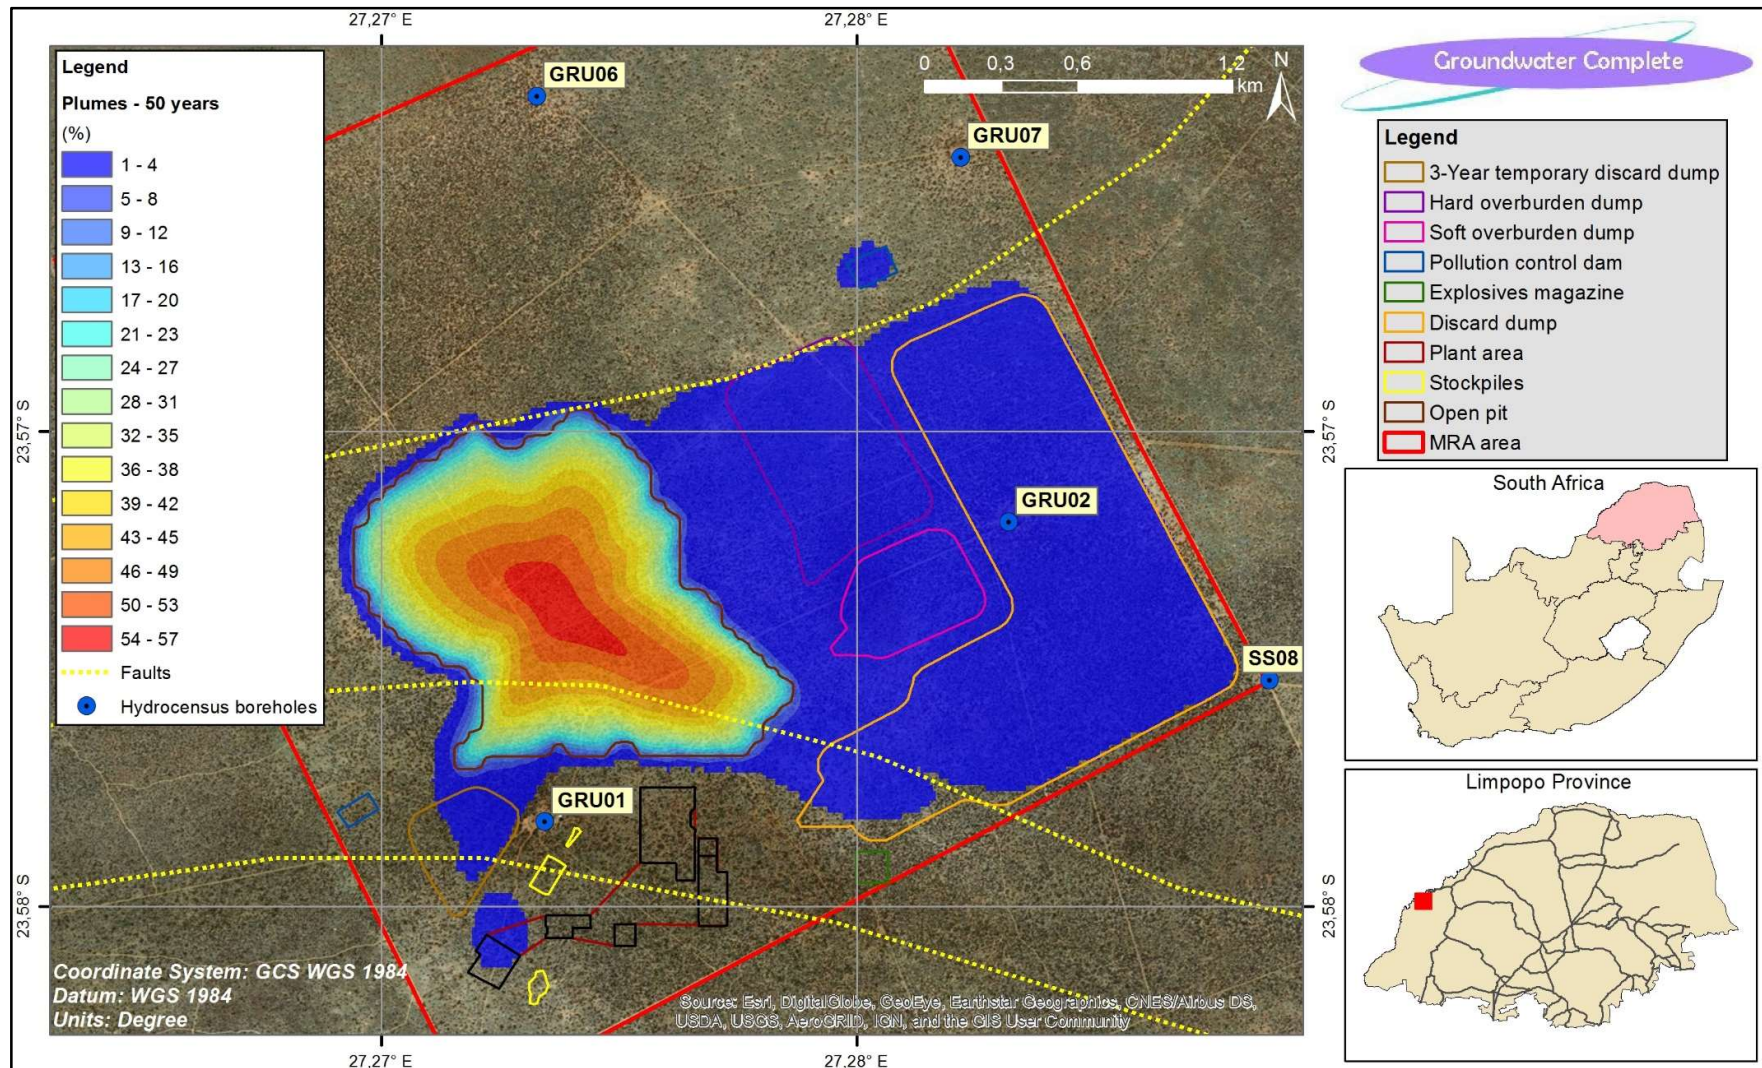 27,27° E
27,28° E
Legend
Plumes - 50 years
(%)
1 - 4
5 - 8
9 - 12
13 - 16
17 - 20
21 - 23
24 - 27
28 - 31
32 - 35
36 - 38
39 - 42
43 - 45
46 - 49
50 - 53
54 - 57
Faults
Hydrocensus boreholes
GRU06
GRU07
0 0,3 0,6 1,2
km
N
GRU02
SS08
GRU01
23,57° S
23,57° S
23,58° S
23,58° S
Coordinate System: GCS WGS 1984
Datum: WGS 1984
Units: Degree
Source: Esri, DigitalGlobe, GeoEye, Earthstar Geographics, CNES/Airbus DS,
USDA, USGS, AeroGRID, IGN, and the GIS User Community
27,27° E
27,28° E
Groundwater Complete
Legend
3-Year temporary discard dump
Hard overburden dump
Soft overburden dump
Pollution control dam
Explosives magazine
Discard dump
Plant area
Stockpiles
Open pit
MRA area
South Africa
Limpopo Province